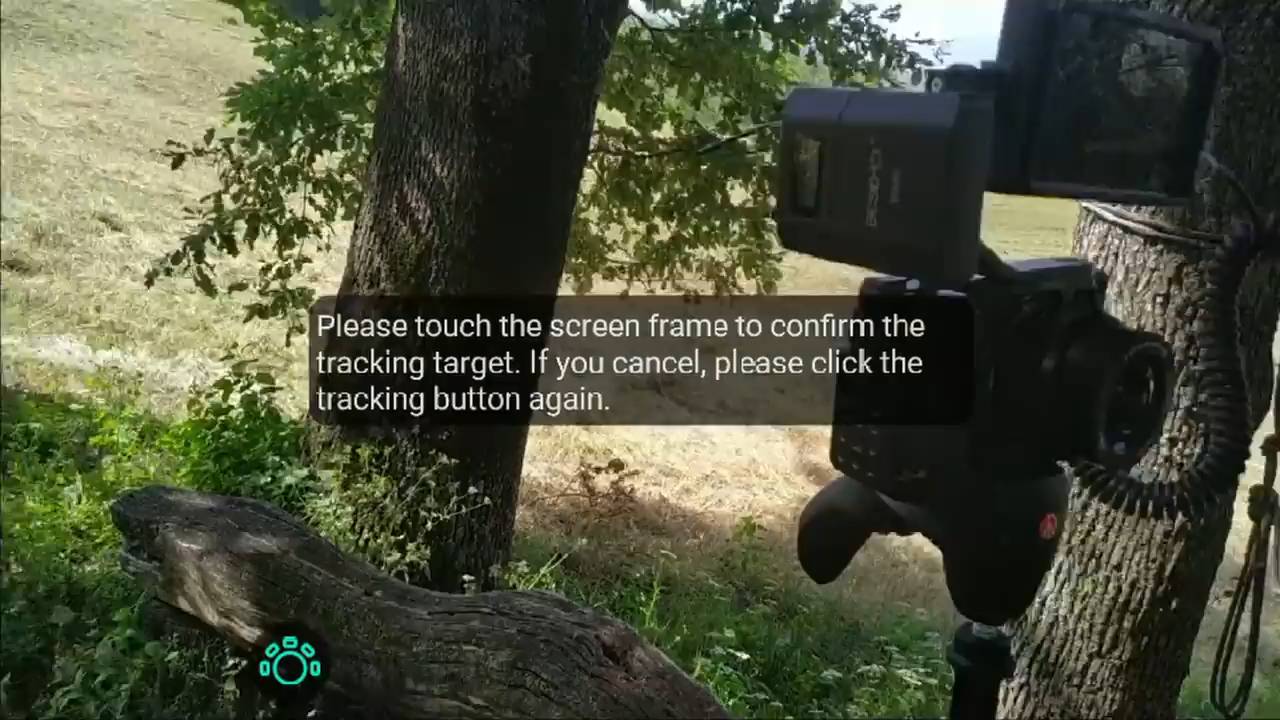 Please touch the screen frame to confirm the
tracking target. If you cancel, please click the
tracking button again.